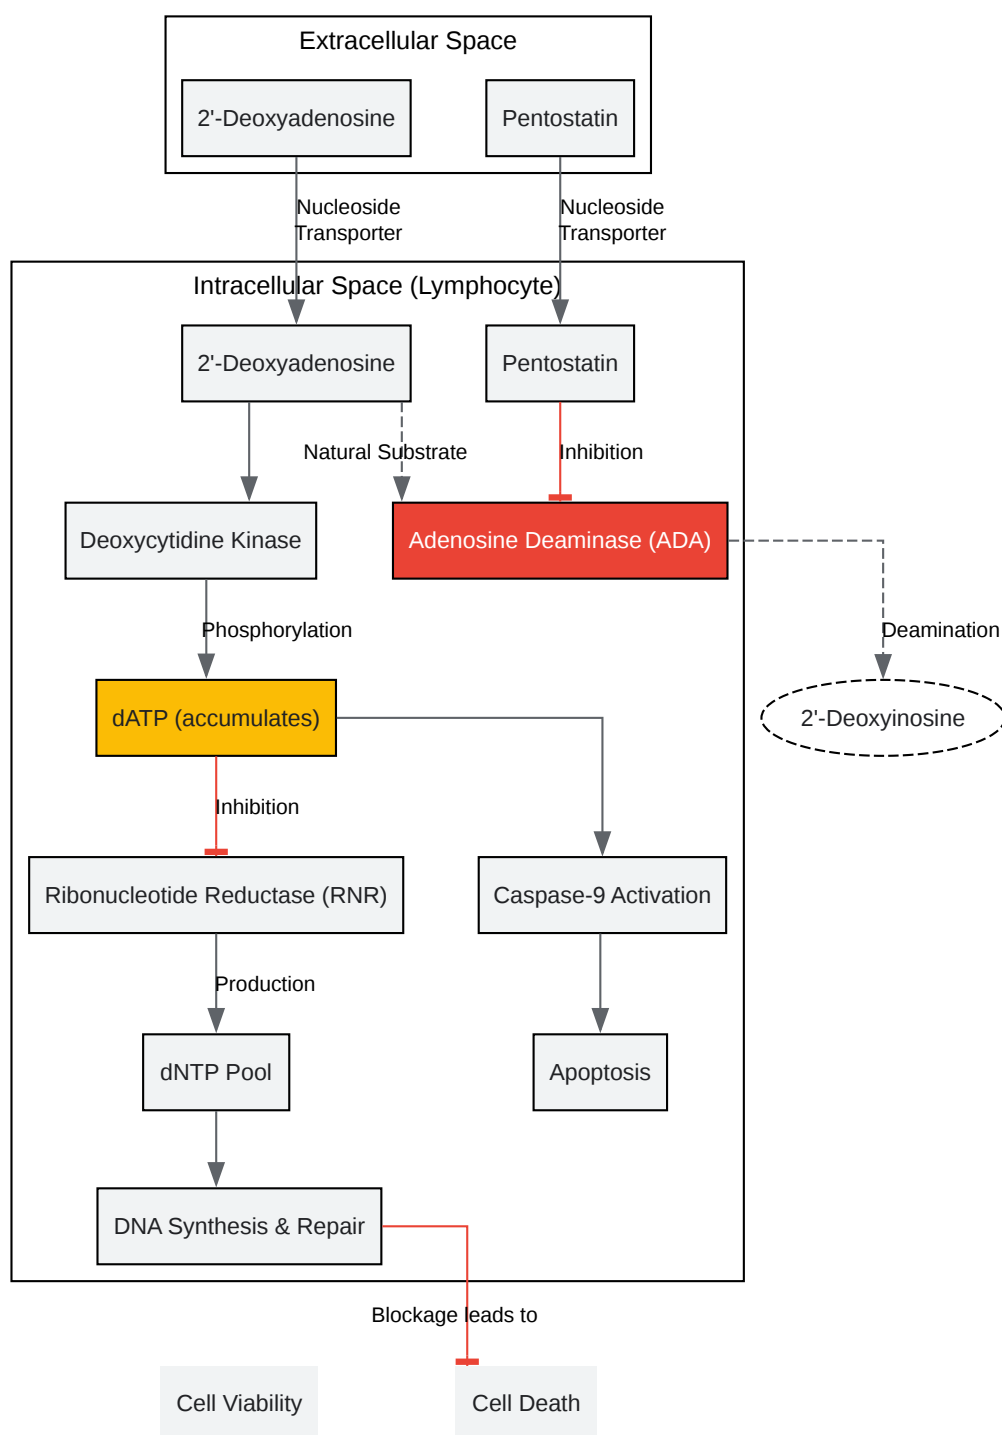 Extracellular Space
2'-Deoxyadenosine
Pentostatin
Nucleoside
Transporter
Nucleoside
Transporter
Intracellular Space (Lymphocyte)
2'-Deoxyadenosine
Pentostatin
Natural Substrate
Inhibition
Deoxycytidine Kinase
Adenosine Deaminase (ADA)
Phosphorylation
Deamination
dATP (accumulates)
2'-Deoxyinosine
Inhibition
Ribonucleotide Reductase (RNR)
Caspase-9 Activation
Production
dNTP Pool
Apoptosis
DNA Synthesis & Repair
Blockage leads to
Cell Viability
Cell Death